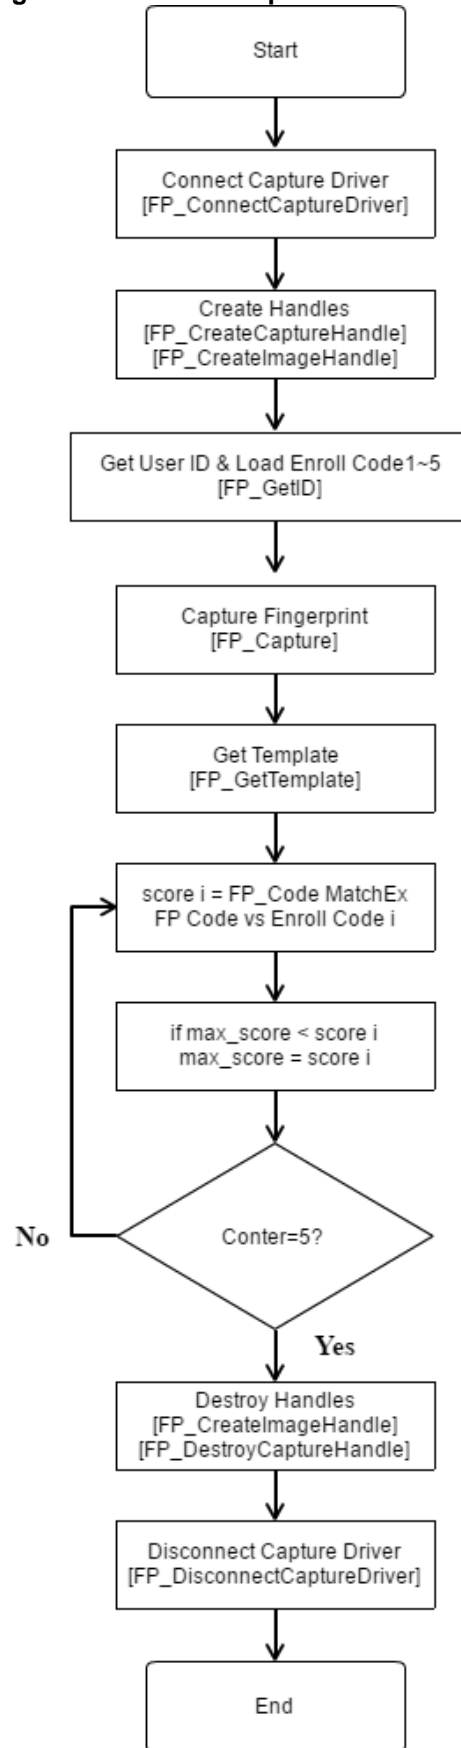 Start
Connect Capture Driver
[FP_ConnectCaptureDriver]
Create Handles
[FP_CreateCaptureHandle]
[FP_CreateImageHandle]
Get User ID & Load Enroll Code1~5
[FP_GetID]
Capture Fingerprint
[FP_Capture]
Get Template
[FP_GetTemplate]
score i = FP_Code MatchEx
FP Code vs Enroll Code i
if max_score < score i
max_score = score i
Conter=5?
No
Yes
Destroy Handles
[FP_CreateImageHandle]
[FP_DestroyCaptureHandle]
Disconnect Capture Driver
[FP_DisconnectCaptureDriver]
End